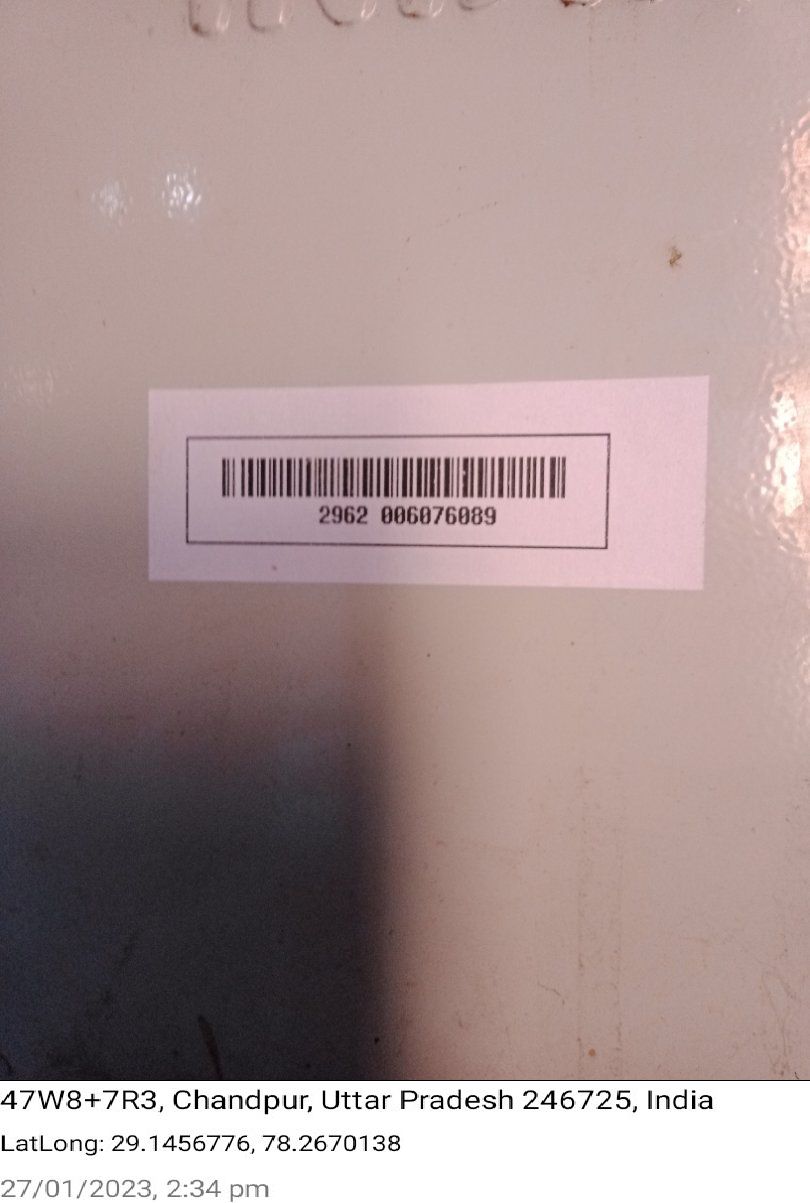 2962 006076089
47W8+7R3, Chandpur, Uttar Pradesh 246725, India
LatLong: 29.1456776, 78.2670138
27/01/2023, 2:34 pm